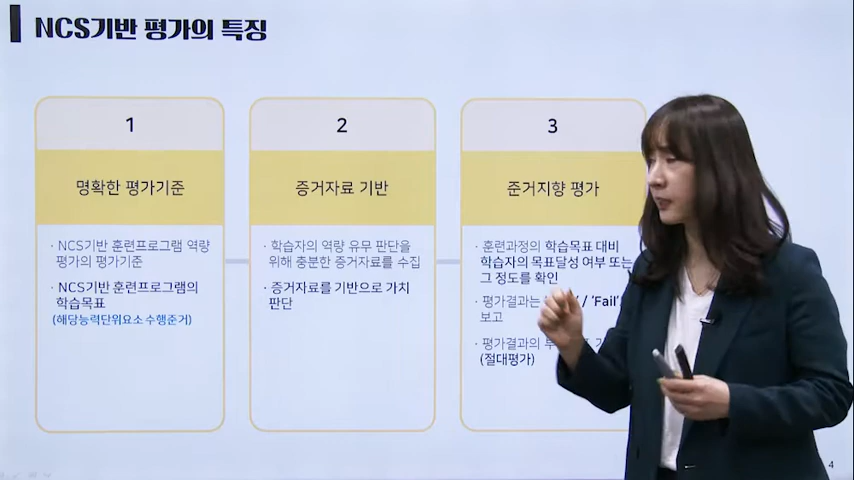 NCS기반 평가의 특징
1
명확한 평가기준
· NCS기반 훈련프로그램 역량
평가의 평가기준
· NCS기반 훈련프로그램의
학습목표
(해당능력단위요소 수행준거)
2
증거자료 기반
· 학습자의 역량 유무 판단을
위해 충분한 증거자료를 수집
· 증거자료를 기반으로 가치
판단
3
준거지향 평가
· 훈련과정의 학습목표 대비
학습자의 목표달성 여부 또는
그 정도를 확인
· 평가결과는 / 'Fail'
보고
· 평가결과의
(절대평가)
4